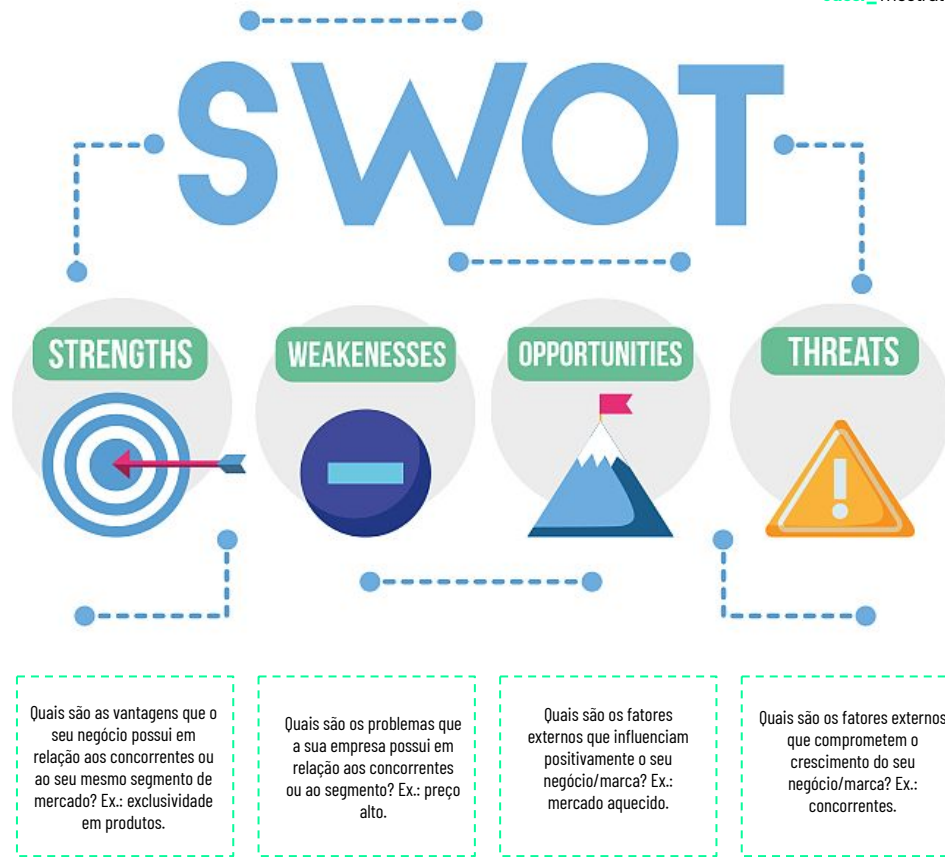 SWOT
STRENGTHS
WEAKENESSES
OPPORTUNITIES
THREATS
Quais são as vantagens que o
seu negócio possui em
relação aos concorrentes ou
ao seu mesmo segmento de
mercado? Ex.: exclusividade
em produtos.
Quais são os problemas que
a sua empresa possui em
relação aos concorrentes
ou ao segmento? Ex.: preço
alto.
Quais são os fatores
externos que influenciam
positivamente o seu
negócio/marca? Ex.:
mercado aquecido.
Quais são os fatores externos
que comprometem o
crescimento do seu
negócio/marca? Ex.:
concorrentes.